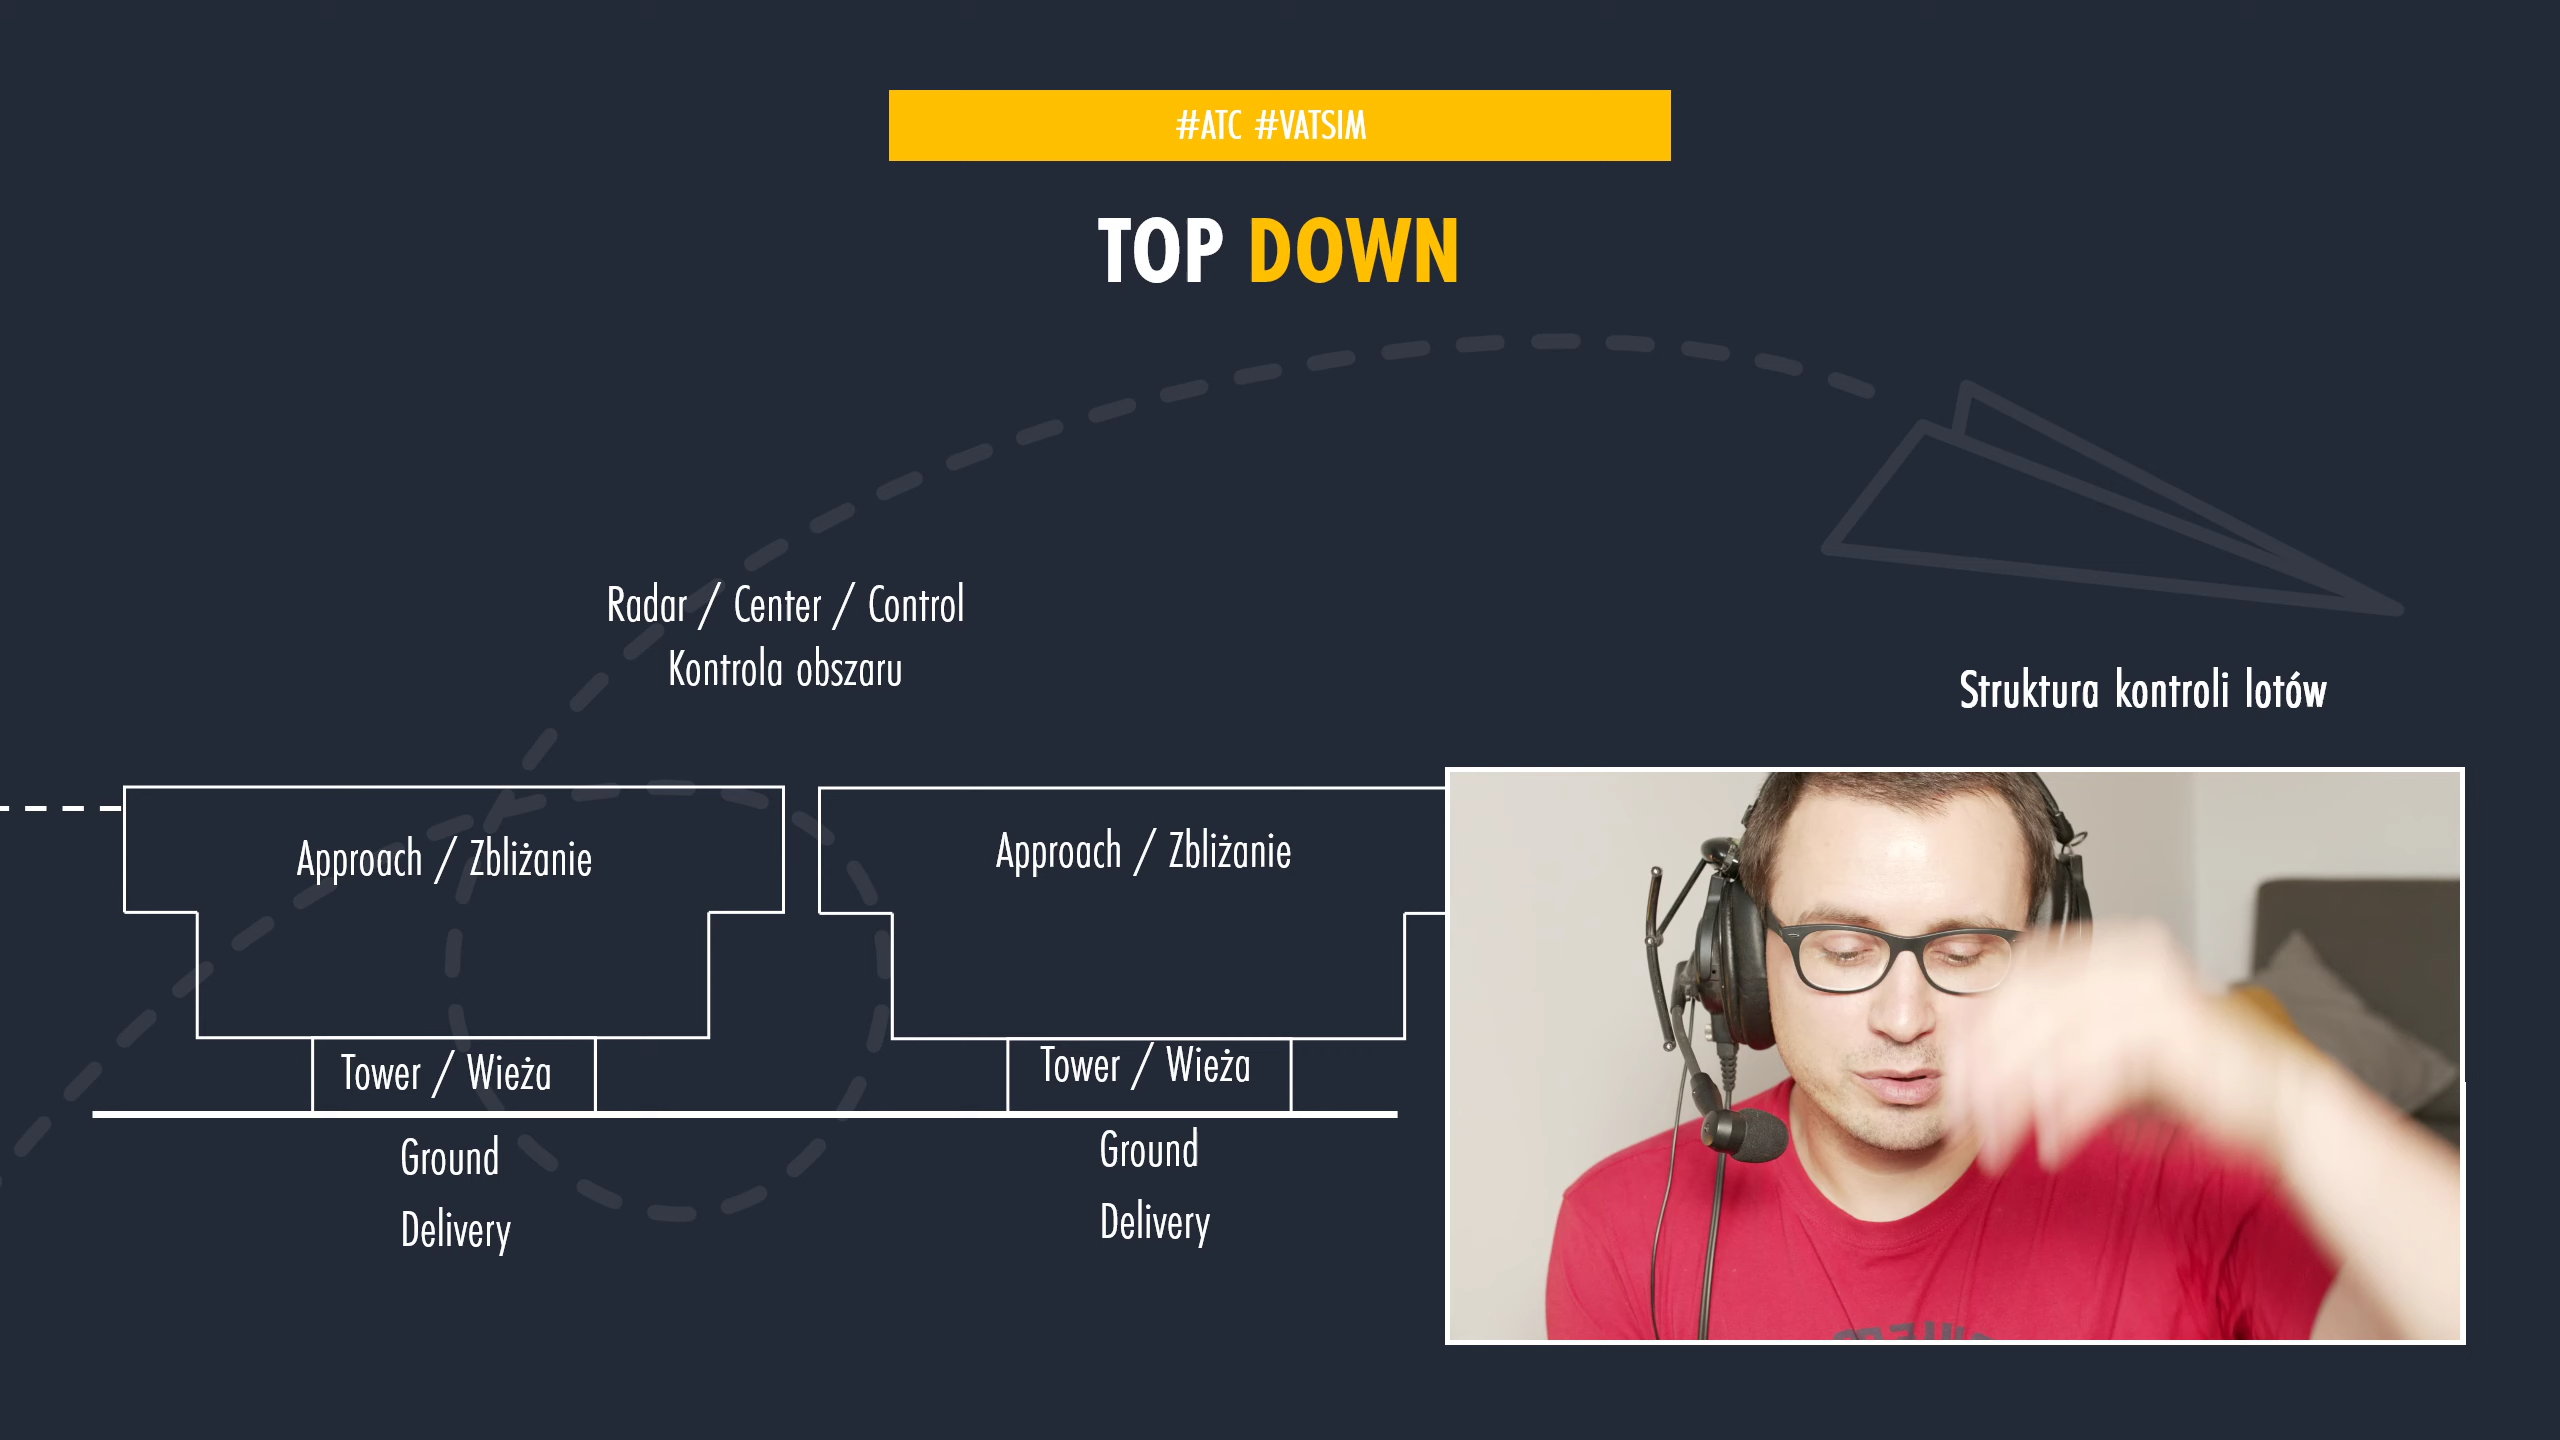 #ATC #VATSIM
TOP DOWN
Radar / Center / Control
Kontrola obszaru
Struktura kontroli lotów
Approach / Zbliżanie
Approach / Zbliżanie
Tower / Wieża
Tower / Wieża
Ground
Ground
Delivery
Delivery